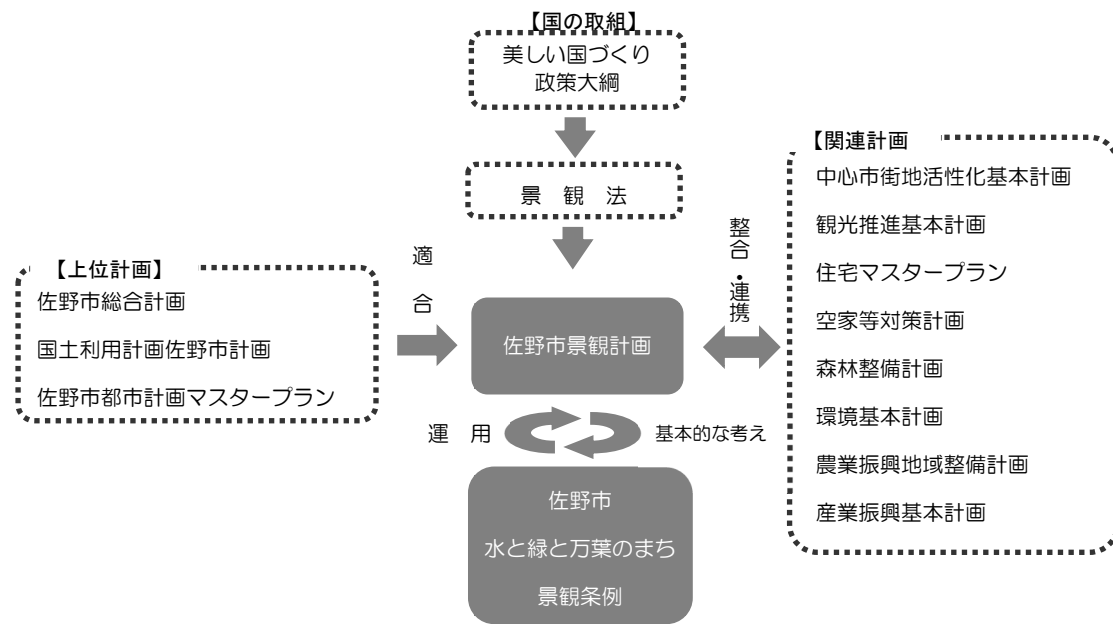 【国の取組】
美しい国づくり
政策大綱
景 観 法
【上位計画】
佐野市総合計画
国土利用計画佐野市計画
佐野市都市計画マスタープラン
適合
佐野市景観計画
整合・連携
【関連計画
中心市街地活性化基本計画
観光推進基本計画
住宅マスタープラン
空家等対策計画
森林整備計画
環境基本計画
農業振興地域整備計画
産業振興基本計画
運 用
基本的な考え
佐野市
水と緑と万葉のまち
景観条例